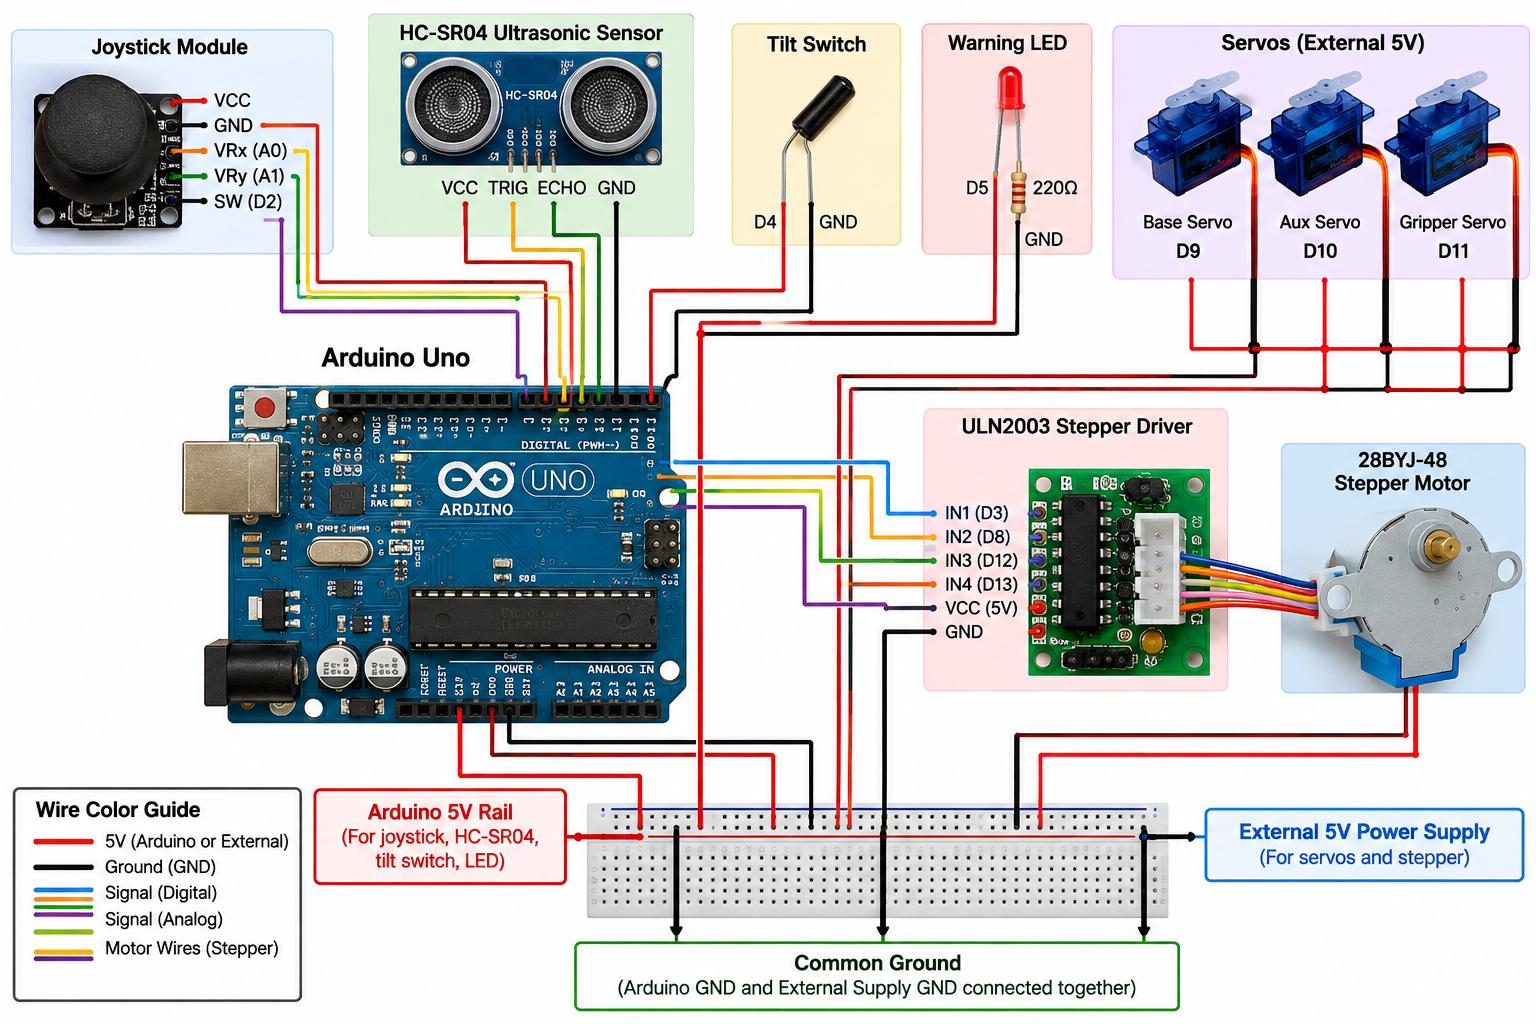 Joystick Module
VCC
GND
VRx (A0)
VRy (A1)
SW (D2)
HC-SR04 Ultrasonic Sensor
HC-SR04
VCC TRIG ECHO GND
Tilt Switch
D4
GND
Warning LED
D5
220Ω
GND
Servos (External 5V)
Base Servo
D9
Aux Servo
D10
Gripper Servo
D11
Arduino Uno
DIGITAL (PWM~)
UNO
POWER
ANALOG IN
A1 A2 A4 A5
ULN2003 Stepper Driver
IN1 (D3)
IN2 (D8)
IN3 (D12)
IN4 (D13)
VCC (5V)
GND
28BYJ-48
Stepper Motor
Wire Color Guide
5V (Arduino or External)
Ground (GND)
Signal (Digital)
Signal (Analog)
Motor Wires (Stepper)
Arduino 5V Rail
(For joystick, HC-SR04,
tilt switch, LED)
External 5V Power Supply
(For servos and stepper)
Common Ground
(Arduino GND and External Supply GND connected together)